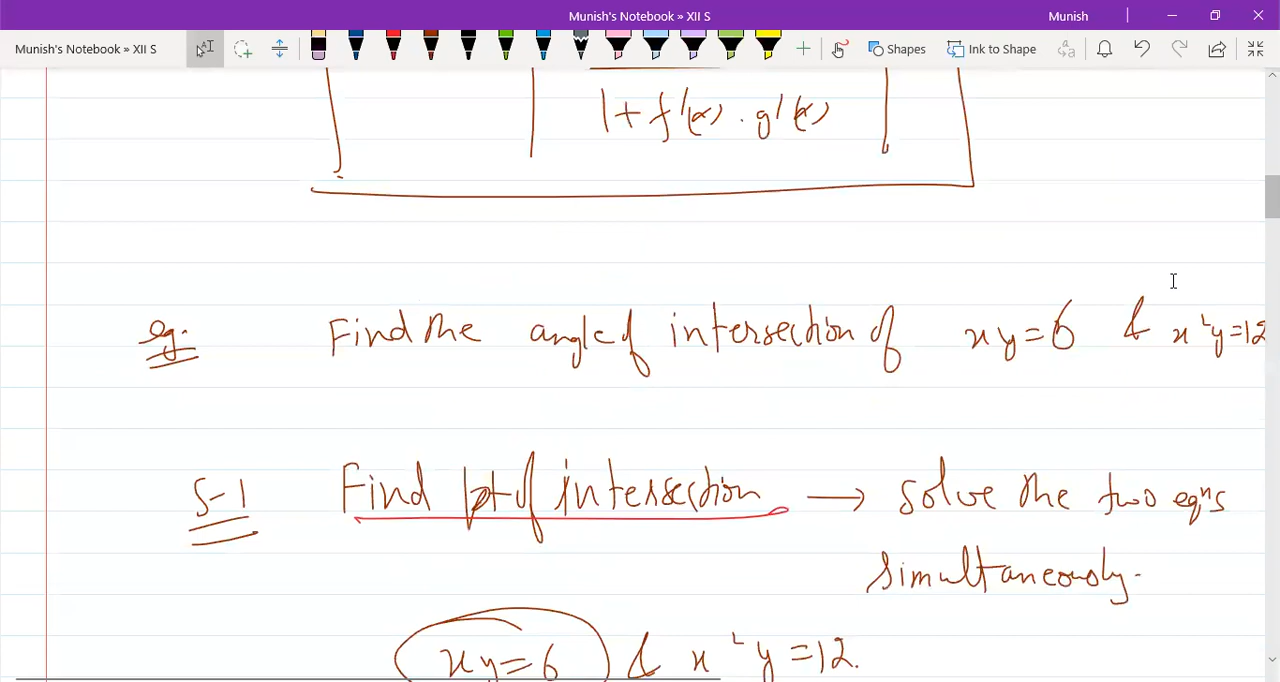 Munish's Notebook » XII S
Munish
Munish's Notebook » XII S
Shapes
Ink to Shape
1 + f'(x) . g'(x)
eg. Find the angle of intersection of xy=6 & x²y=12
S-1 Find pt of intersection → solve the two eqⁿs
simultaneously.
xy=6 & x²y=12.